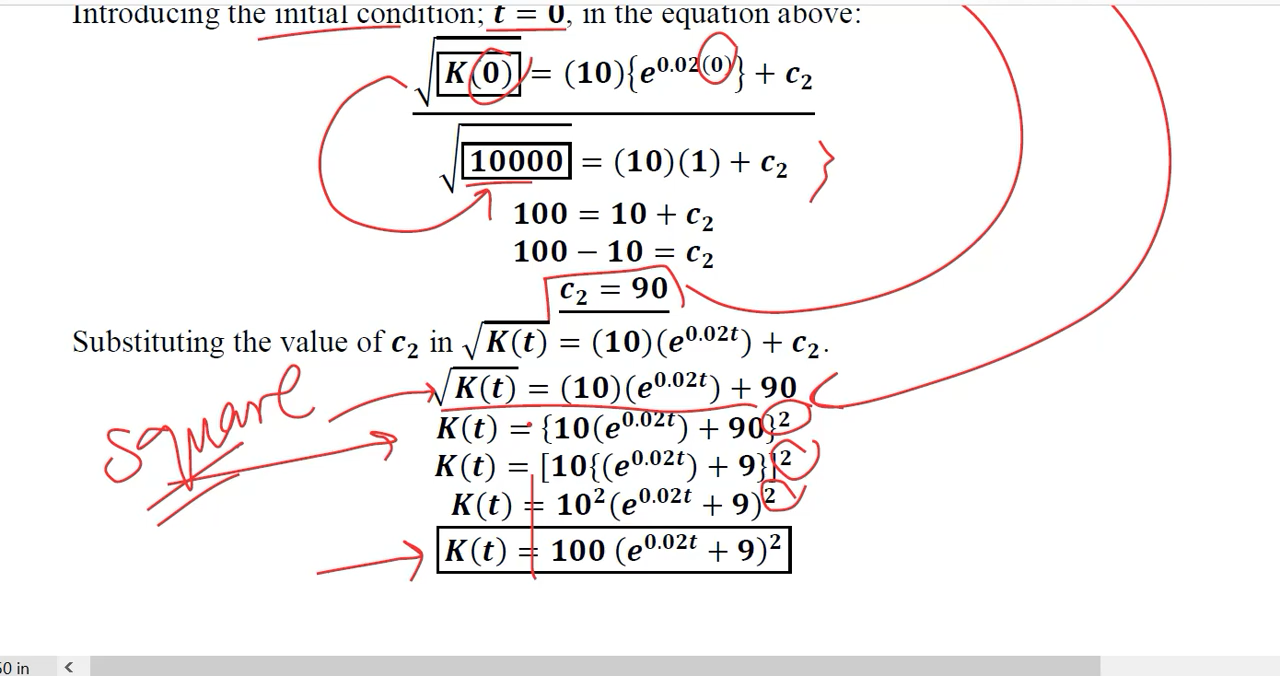 Introducing the initial condition; t = 0, in the equation above:
√K(0) = (10){e^0.02(0)} + c₂
√10000 = (10)(1) + c₂
100 = 10 + c₂
100 − 10 = c₂
c₂ = 90
Substituting the value of c₂ in √K(t) = (10)(e^0.02t) + c₂.
√K(t) = (10)(e^0.02t) + 90
square
K(t) = {10(e^0.02t) + 90}²
K(t) = [10{(e^0.02t) + 9}]²
K(t) = 10²(e^0.02t + 9)²
K(t) = 100 (e^0.02t + 9)²
50 in